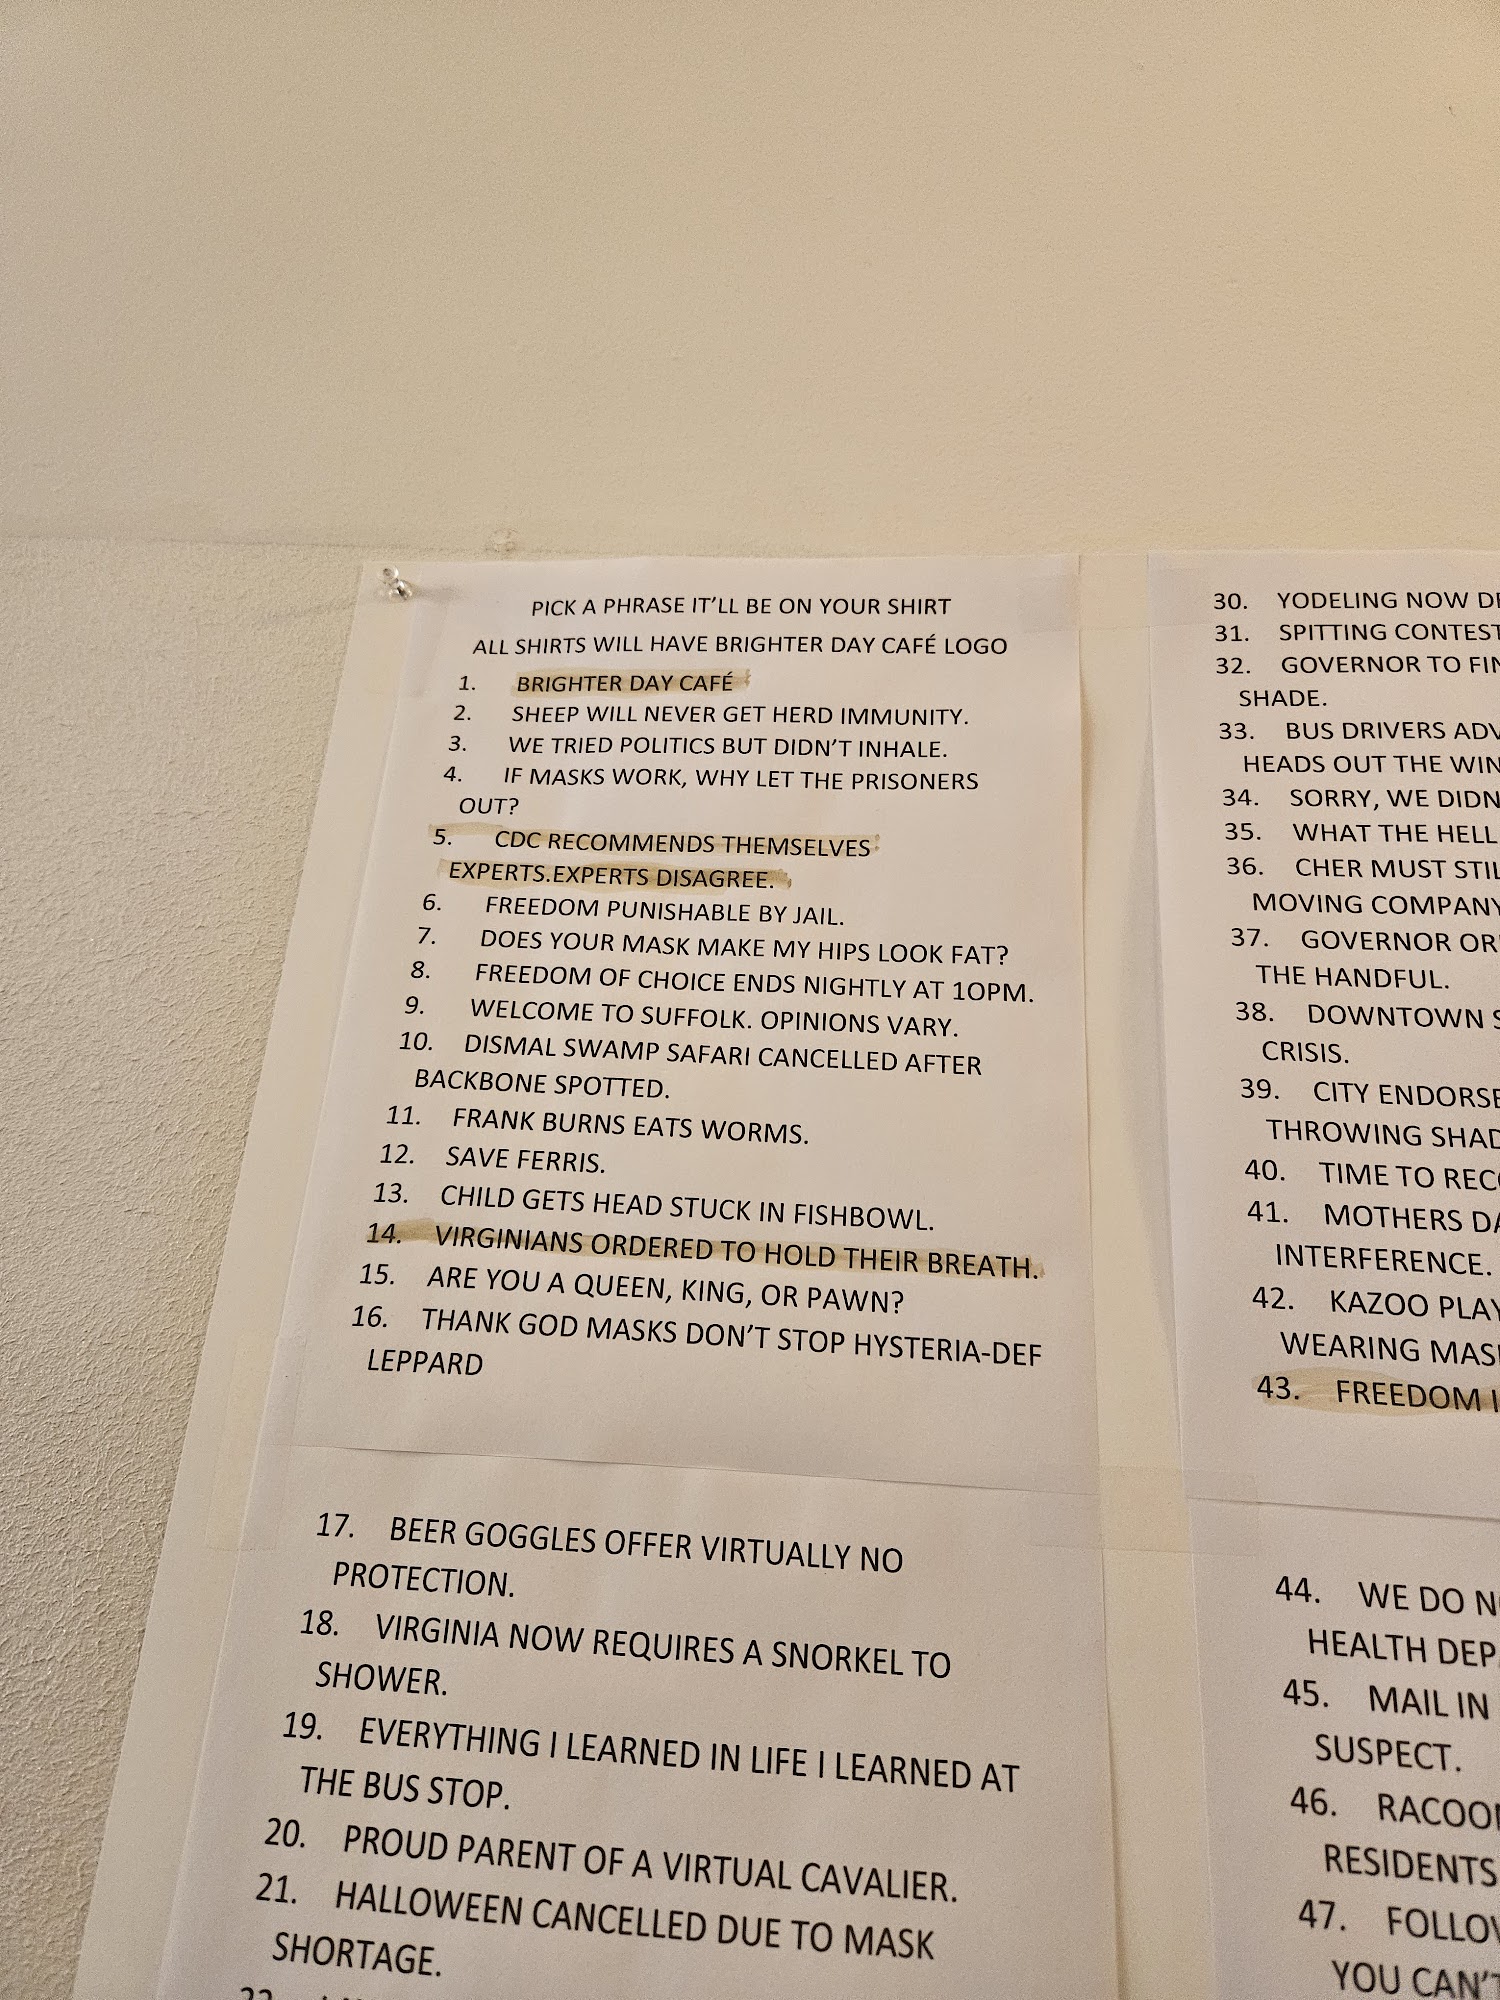 PICK A PHRASE IT'LL BE ON YOUR SHIRT
ALL SHIRTS WILL HAVE BRIGHTER DAY CAFÉ LOGO
1. BRIGHTER DAY CAFÉ
2. SHEEP WILL NEVER GET HERD IMMUNITY.
3. WE TRIED POLITICS BUT DIDN'T INHALE.
4. IF MASKS WORK, WHY LET THE PRISONERS
OUT?
5. CDC RECOMMENDS THEMSELVES
EXPERTS.EXPERTS DISAGREE.
6. FREEDOM PUNISHABLE BY JAIL.
7. DOES YOUR MASK MAKE MY HIPS LOOK FAT?
8. FREEDOM OF CHOICE ENDS NIGHTLY AT 10PM.
9. WELCOME TO SUFFOLK. OPINIONS VARY.
10. DISMAL SWAMP SAFARI CANCELLED AFTER
BACKBONE SPOTTED.
11. FRANK BURNS EATS WORMS.
12. SAVE FERRIS.
13. CHILD GETS HEAD STUCK IN FISHBOWL.
14. VIRGINIANS ORDERED TO HOLD THEIR BREATH.
15. ARE YOU A QUEEN, KING, OR PAWN?
16. THANK GOD MASKS DON'T STOP HYSTERIA-DEF
LEPPARD
17. BEER GOGGLES OFFER VIRTUALLY NO
PROTECTION.
18. VIRGINIA NOW REQUIRES A SNORKEL TO
SHOWER.
19. EVERYTHING I LEARNED IN LIFE I LEARNED AT
THE BUS STOP.
20. PROUD PARENT OF A VIRTUAL CAVALIER.
21. HALLOWEEN CANCELLED DUE TO MASK
SHORTAGE.
30. YODELING NOW
31. SPITTING CONTEST
32. GOVERNOR TO
SHADE.
33. BUS DRIVERS
HEADS OUT THE
34. SORRY, WE
35. WHAT THE HELL
36. CHER MUST
MOVING COMPANY
37. GOVERNOR
THE HANDFUL.
38. DOWNTOWN
CRISIS.
39. CITY
THROWING
40. TIME TO
41. MOTHERS
INTERFERENCE.
42. KAZOO
WEARING
43. FREEDOM
44. WE DO
HEALTH
45. MAIL IN
SUSPECT.
46.
RESIDENTS
47.
YOU CAN'T